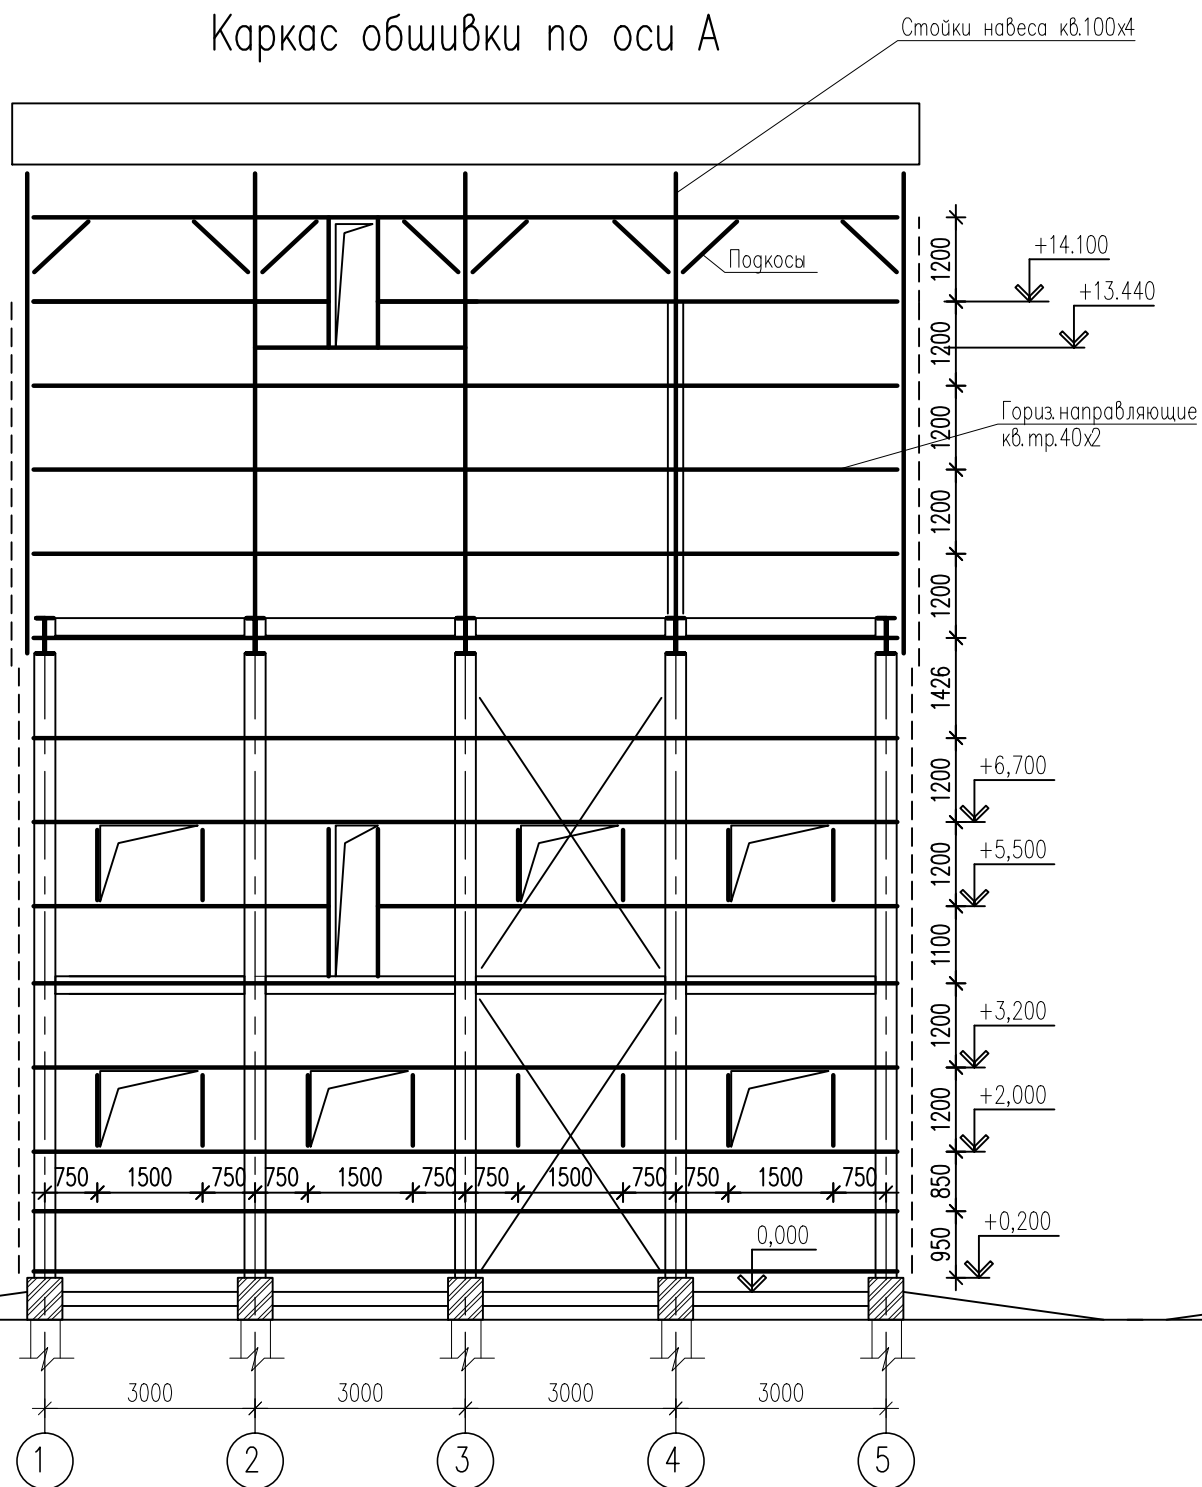 Каркас обшивки по оси А
Стойки навеса кв.100х4
Подкосы
1200
+14.100
+13.440
1200
Гориз.направляющие
кв.тр.40х2
1200
1200
1200
1426
1200
+6,700
1200
+5,500
1100
1200
+3,200
1200
+2,000
750 1500 750 750 1500 750 750 1500 750 750 1500 750
850
950
0,000
+0,200
3000 3000 3000 3000
1 2 3 4 5